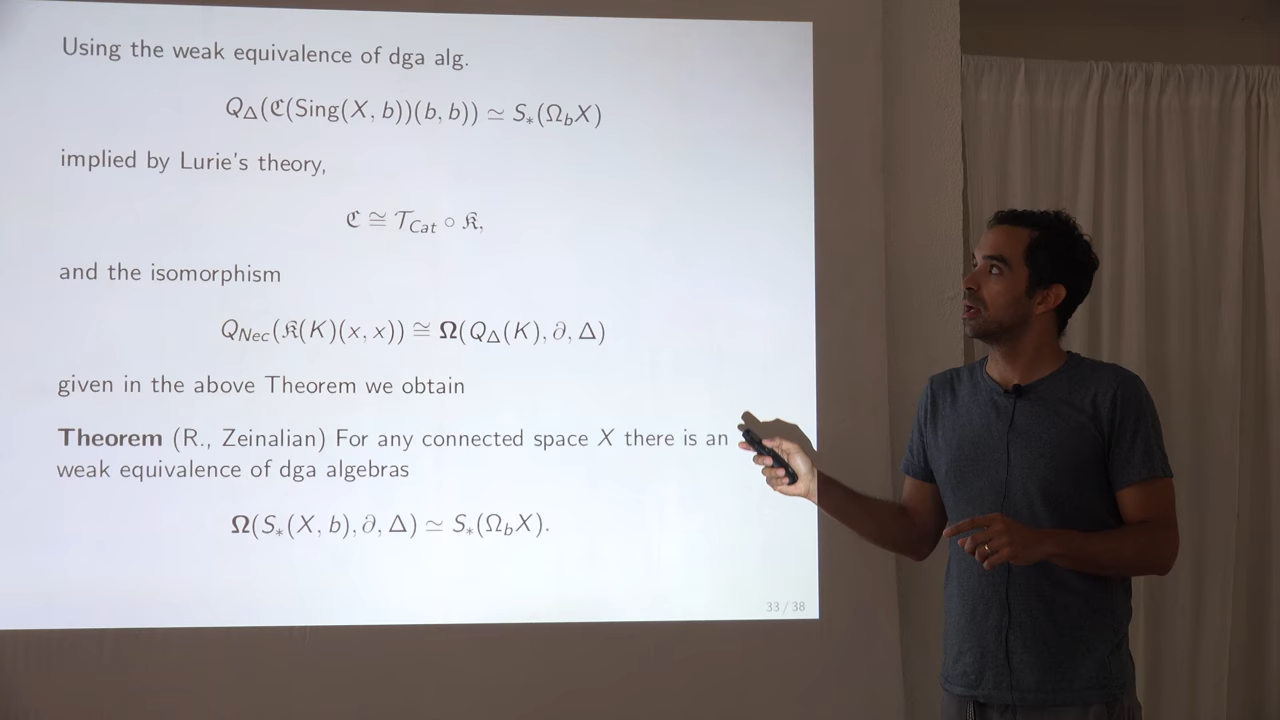 Using the weak equivalence of dga alg.
Q_Δ(ℭ(Sing(X, b))(b, b)) ≃ S_*(Ω_bX)
implied by Lurie's theory,
ℭ ≅ 𝒯_Cat ∘ 𝔎,
and the isomorphism
Q_Nec(𝔎(K)(x, x)) ≅ Ω(Q_Δ(K), ∂, Δ)
given in the above Theorem we obtain
Theorem (R., Zeinalian) For any connected space X there is an
weak equivalence of dga algebras
Ω(S_*(X, b), ∂, Δ) ≃ S_*(Ω_bX).
33 / 38